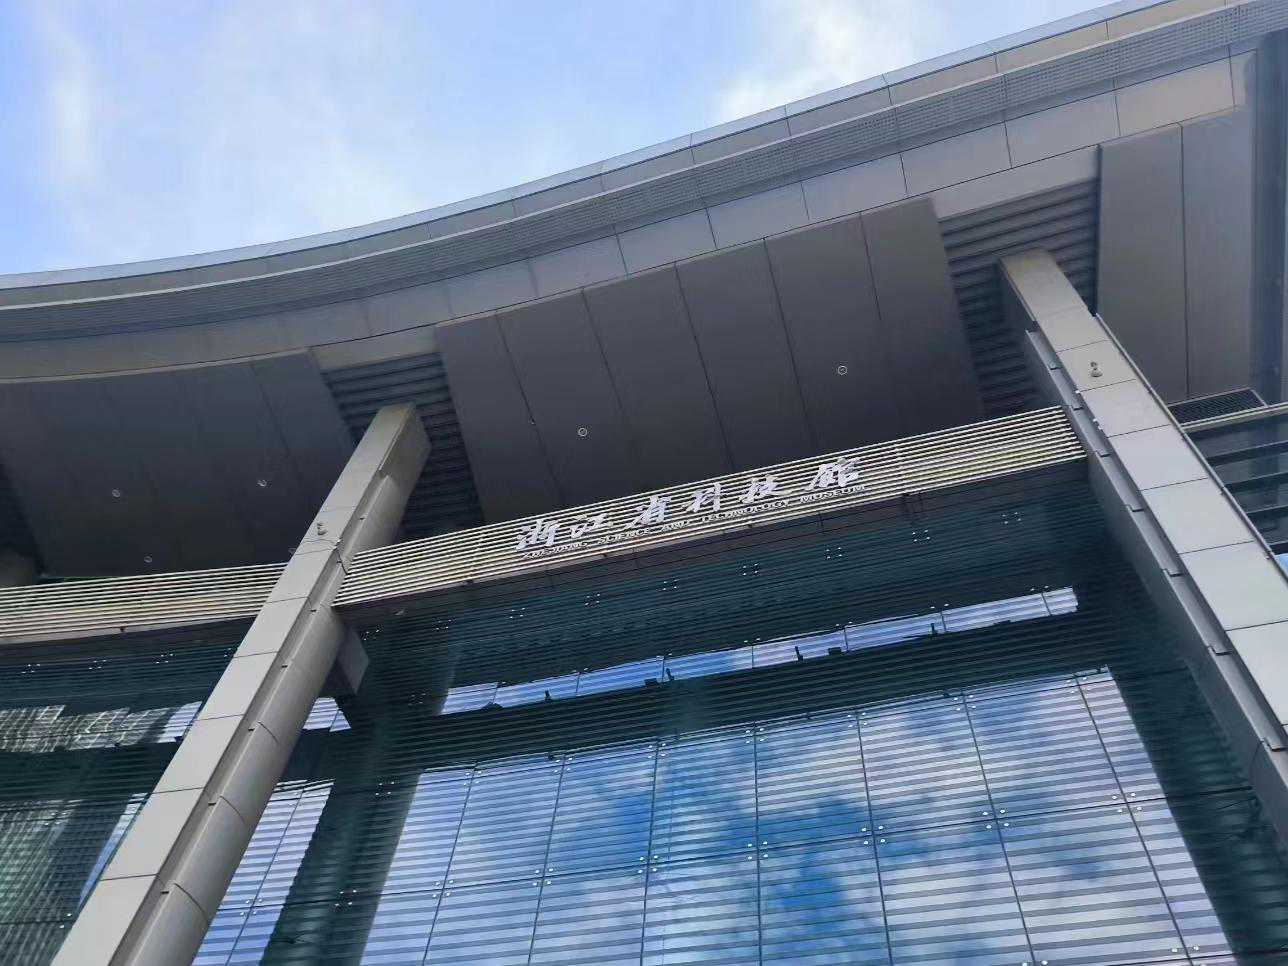 浙江省科技馆
ZHEJIANG SCIENCE AND TECHNOLOGY MUSEUM